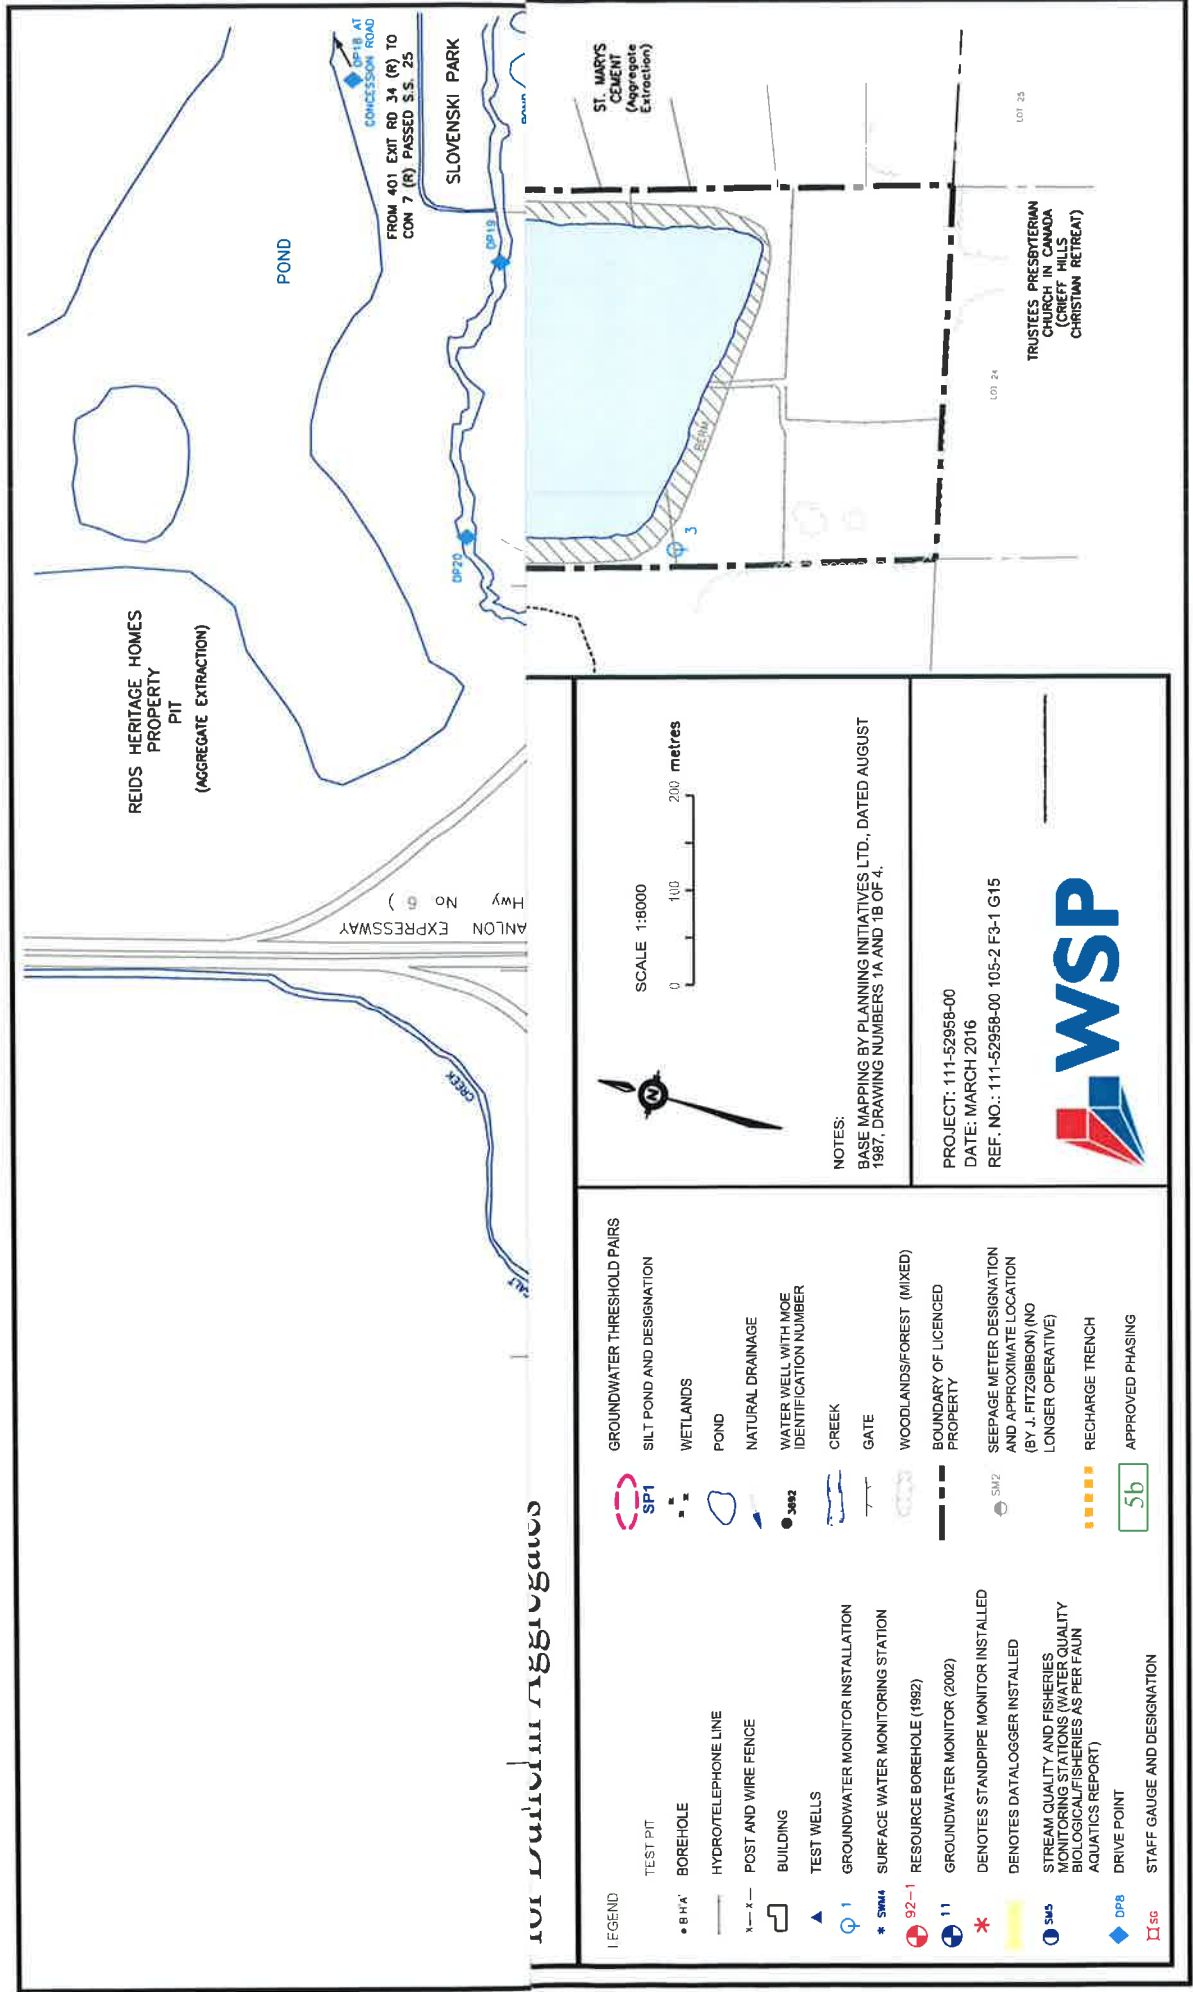 REIDS HERITAGE HOMES
PROPERTY
PIT
(AGGREGATE EXTRACTION)
POND
DP18 AT
CONCESSION ROAD
FROM 401 EXIT RD 34 (R) TO
CON 7 (R) PASSED S.S. 25
SLOVENSKI PARK
DP19
DP20
ANLON EXPRESSWAY
Hwy No 6 )
CREEK
ST. MARYS
CEMENT
(Aggregate
Extraction)
BERM
3
LOT 25
LOT 24
TRUSTEES PRESBYTERIAN
CHURCH IN CANADA
(CRIEFF HILLS
CHRISTIAN RETREAT)
for Dufferin Aggregates
LEGEND
TEST PIT
BH'A' BOREHOLE
HYDRO/TELEPHONE LINE
x — x POST AND WIRE FENCE
BUILDING
TEST WELLS
1 GROUNDWATER MONITOR INSTALLATION
* SWM4 SURFACE WATER MONITORING STATION
92-1 RESOURCE BOREHOLE (1992)
11 GROUNDWATER MONITOR (2002)
* DENOTES STANDPIPE MONITOR INSTALLED
DENOTES DATALOGGER INSTALLED
SM5 STREAM QUALITY AND FISHERIES
MONITORING STATIONS (WATER QUALITY
BIOLOGICAL/FISHERIES AS PER FAUN
AQUATICS REPORT)
DP8 DRIVE POINT
SG STAFF GAUGE AND DESIGNATION
GROUNDWATER THRESHOLD PAIRS
SP1 SILT POND AND DESIGNATION
WETLANDS
POND
NATURAL DRAINAGE
3692 WATER WELL WITH MOE
IDENTIFICATION NUMBER
CREEK
GATE
WOODLANDS/FOREST (MIXED)
BOUNDARY OF LICENCED
PROPERTY
SM2 SEEPAGE METER DESIGNATION
AND APPROXIMATE LOCATION
(BY J. FITZGIBBON) (NO
LONGER OPERATIVE)
RECHARGE TRENCH
5b APPROVED PHASING
N
SCALE 1:8000
0 100 200 metres
NOTES:
BASE MAPPING BY PLANNING INITIATIVES LTD., DATED AUGUST
1987, DRAWING NUMBERS 1A AND 1B OF 4.
PROJECT: 111-52958-00
DATE: MARCH 2016
REF. NO.: 111-52958-00 105-2 F3-1 G15
WSP